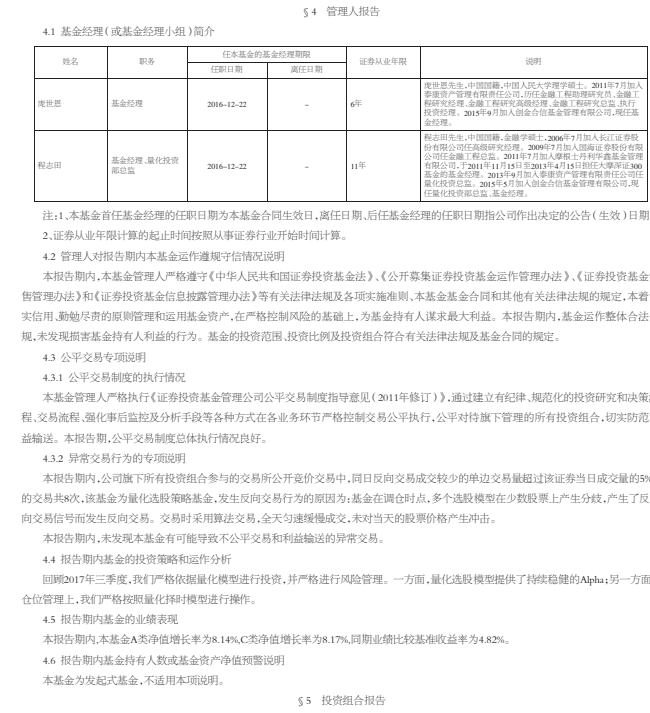 §4 管理人报告
4.1 基金经理(或基金经理小组)简介
姓名 职务 任本基金的基金经理期限 证券从业年限 说明
任职日期 离任日期
庞世恩 基金经理 2016-12-22 - 6年
庞世恩先生,中国国籍,中国人民大学理学硕士。2011年7月加入
泰康资产管理有限责任公司,历任金融工程助理研究员、金融工
程研究经理、金融工程研究高级经理、金融工程研究总监、执行
投资经理。2015年9月加入创金合信基金管理有限公司,现任基
金经理。
程志田 基金经理、量化投资部总监 2016-12-22 - 11年
程志田先生,中国国籍,金融学硕士,2006年7月加入长江证券股
份有限公司任高级研究经理。2009年7月加入国海证券股份有限
公司任金融工程总监。2011年7月加入摩根士丹利华鑫基金管理
有限公司,于2011年11月15日至2013年4月15日担任大摩深证300
基金的基金经理。2013年9月加入泰康资产管理有限责任公司任
量化投资总监。2015年5月加入创金合信基金管理有限公司,现
任量化投资部总监、基金经理。
注:1、本基金首任基金经理的任职日期为本基金合同生效日,离任日期、后任基金经理的任职日期指公司作出决定的公告(生效)日期
2、证券从业年限计算的起止时间按照从事证券行业开始时间计算。
4.2 管理人对报告期内本基金运作遵规守信情况说明
本报告期内,本基金管理人严格遵守《中华人民共和国证券投资基金法》、《公开募集证券投资基金运作管理办法》、《证券投资基金
售管理办法》和《证券投资基金信息披露管理办法》等有关法律法规及各项实施准则、本基金基金合同和其他有关法律法规的规定,本着
实信用、勤勉尽责的原则管理和运用基金资产,在严格控制风险的基础上,为基金持有人谋求最大利益。本报告期内,基金运作整体合法
规,未发现损害基金持有人利益的行为。基金的投资范围、投资比例及投资组合符合有关法律法规及基金合同的规定。
4.3 公平交易专项说明
4.3.1 公平交易制度的执行情况
本基金管理人严格执行《证券投资基金管理公司公平交易制度指导意见(2011年修订)》,通过建立有纪律、规范化的投资研究和决策
程、交易流程、强化事后监控及分析手段等各种方式在各业务环节严格控制交易公平执行,公平对待旗下管理的所有投资组合,切实防范
益输送。本报告期,公平交易制度总体执行情况良好。
4.3.2 异常交易行为的专项说明
本报告期内,公司旗下所有投资组合参与的交易所公开竞价交易中,同日反向交易成交较少的单边交易量超过该证券当日成交量的5%
的交易共8次,该基金为量化选股策略基金,发生反向交易行为的原因为:基金在调仓时点,多个选股模型在少数股票上产生分歧,产生了反
向交易信号而发生反向交易。交易时采用算法交易,全天匀速缓慢成交,未对当天的股票价格产生冲击。
本报告期内,未发现本基金有可能导致不公平交易和利益输送的异常交易。
4.4 报告期内基金的投资策略和运作分析
回顾2017年三季度,我们严格依据量化模型进行投资,并严格进行风险管理。一方面,量化选股模型提供了持续稳健的Alpha;另一方面
仓位管理上,我们严格按照量化择时模型进行操作。
4.5 报告期内基金的业绩表现
本报告期内,本基金A类净值增长率为8.14%,C类净值增长率为8.17%,同期业绩比较基准收益率为4.82%。
4.6 报告期内基金持有人数或基金资产净值预警说明
本基金为发起式基金,不适用本项说明。
§5 投资组合报告